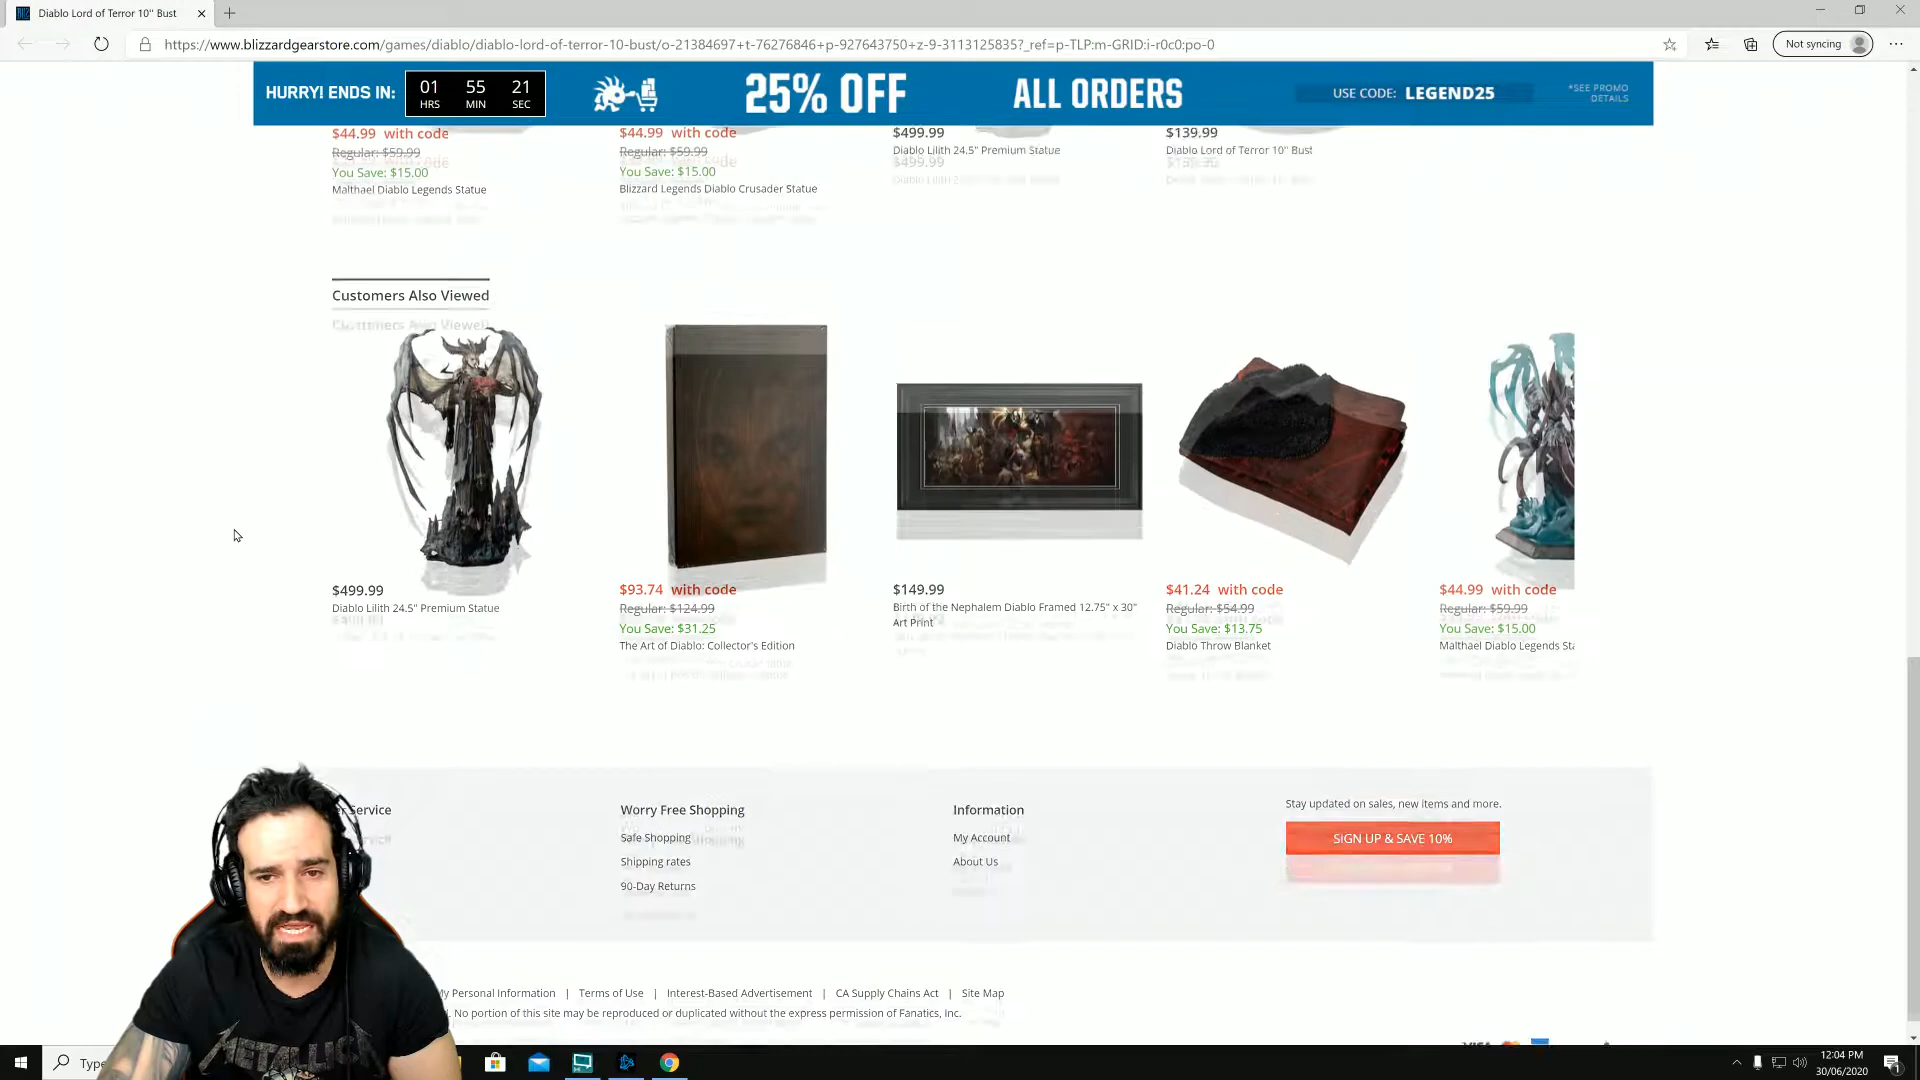 Diablo Lord of Terror 10" Bust
https://www.blizzardgearstore.com/games/diablo/diablo-lord-of-terror-10-bust/o-21384697+t-76276846+p-927643750+z-9-3113125835?_ref=p-TLP:m-GRID:i-r0c0:po-0
Not syncing
HURRY! ENDS IN:
01 55 21
HRS MIN SEC
25% OFF
ALL ORDERS
USE CODE: LEGEND25
*SEE PROMO
DETAILS
$44.99 with code
Regular: $59.99
You Save: $15.00
Malthael Diablo Legends Statue
$44.99 with code
Regular: $59.99
You Save: $15.00
Blizzard Legends Diablo Crusader Statue
$499.99
Diablo Lilith 24.5" Premium Statue
$139.99
Diablo Lord of Terror 10" Bust
Customers Also Viewed
$499.99
Diablo Lilith 24.5" Premium Statue
$93.74 with code
Regular: $124.99
You Save: $31.25
The Art of Diablo: Collector's Edition
$149.99
Birth of the Nephalem Diablo Framed 12.75" x 30"
Art Print
$41.24 with code
Regular: $54.99
You Save: $13.75
Diablo Throw Blanket
$44.99 with code
Regular: $59.99
You Save: $15.00
Malthael Diablo Legends Sta
er Service
Worry Free Shopping
Safe Shopping
Shipping rates
90-Day Returns
Information
My Account
About Us
Stay updated on sales, new items and more.
SIGN UP & SAVE 10%
My Personal Information | Terms of Use | Interest-Based Advertisement | CA Supply Chains Act | Site Map
No portion of this site may be reproduced or duplicated without the express permission of Fanatics, Inc.
METALLICA
Type
12:04 PM
30/06/2020